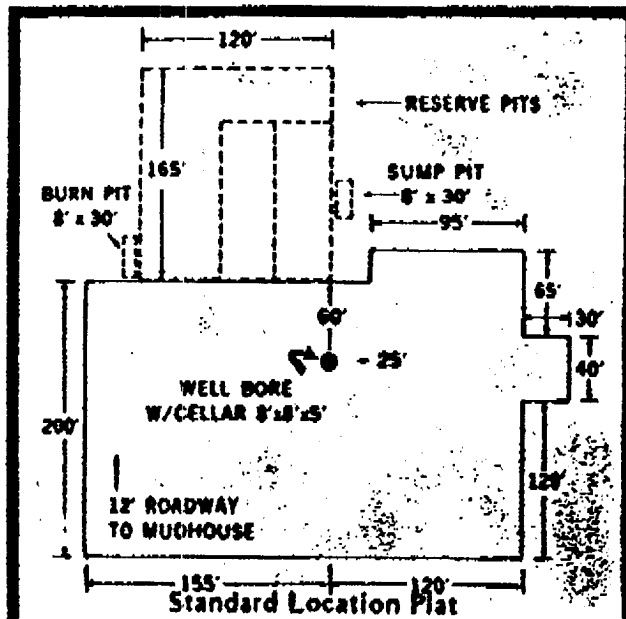 120'
RESERVE PITS
165'
SUMP PIT
8' x 30'
BURN PIT
8' x 30'
95'
65'
60'
30'
25'
40'
WELL BORE
W/CELLAR 8'x8'x5'
200'
120'
12' ROADWAY
TO MUDHOUSE
155'
120'
Standard Location Plat